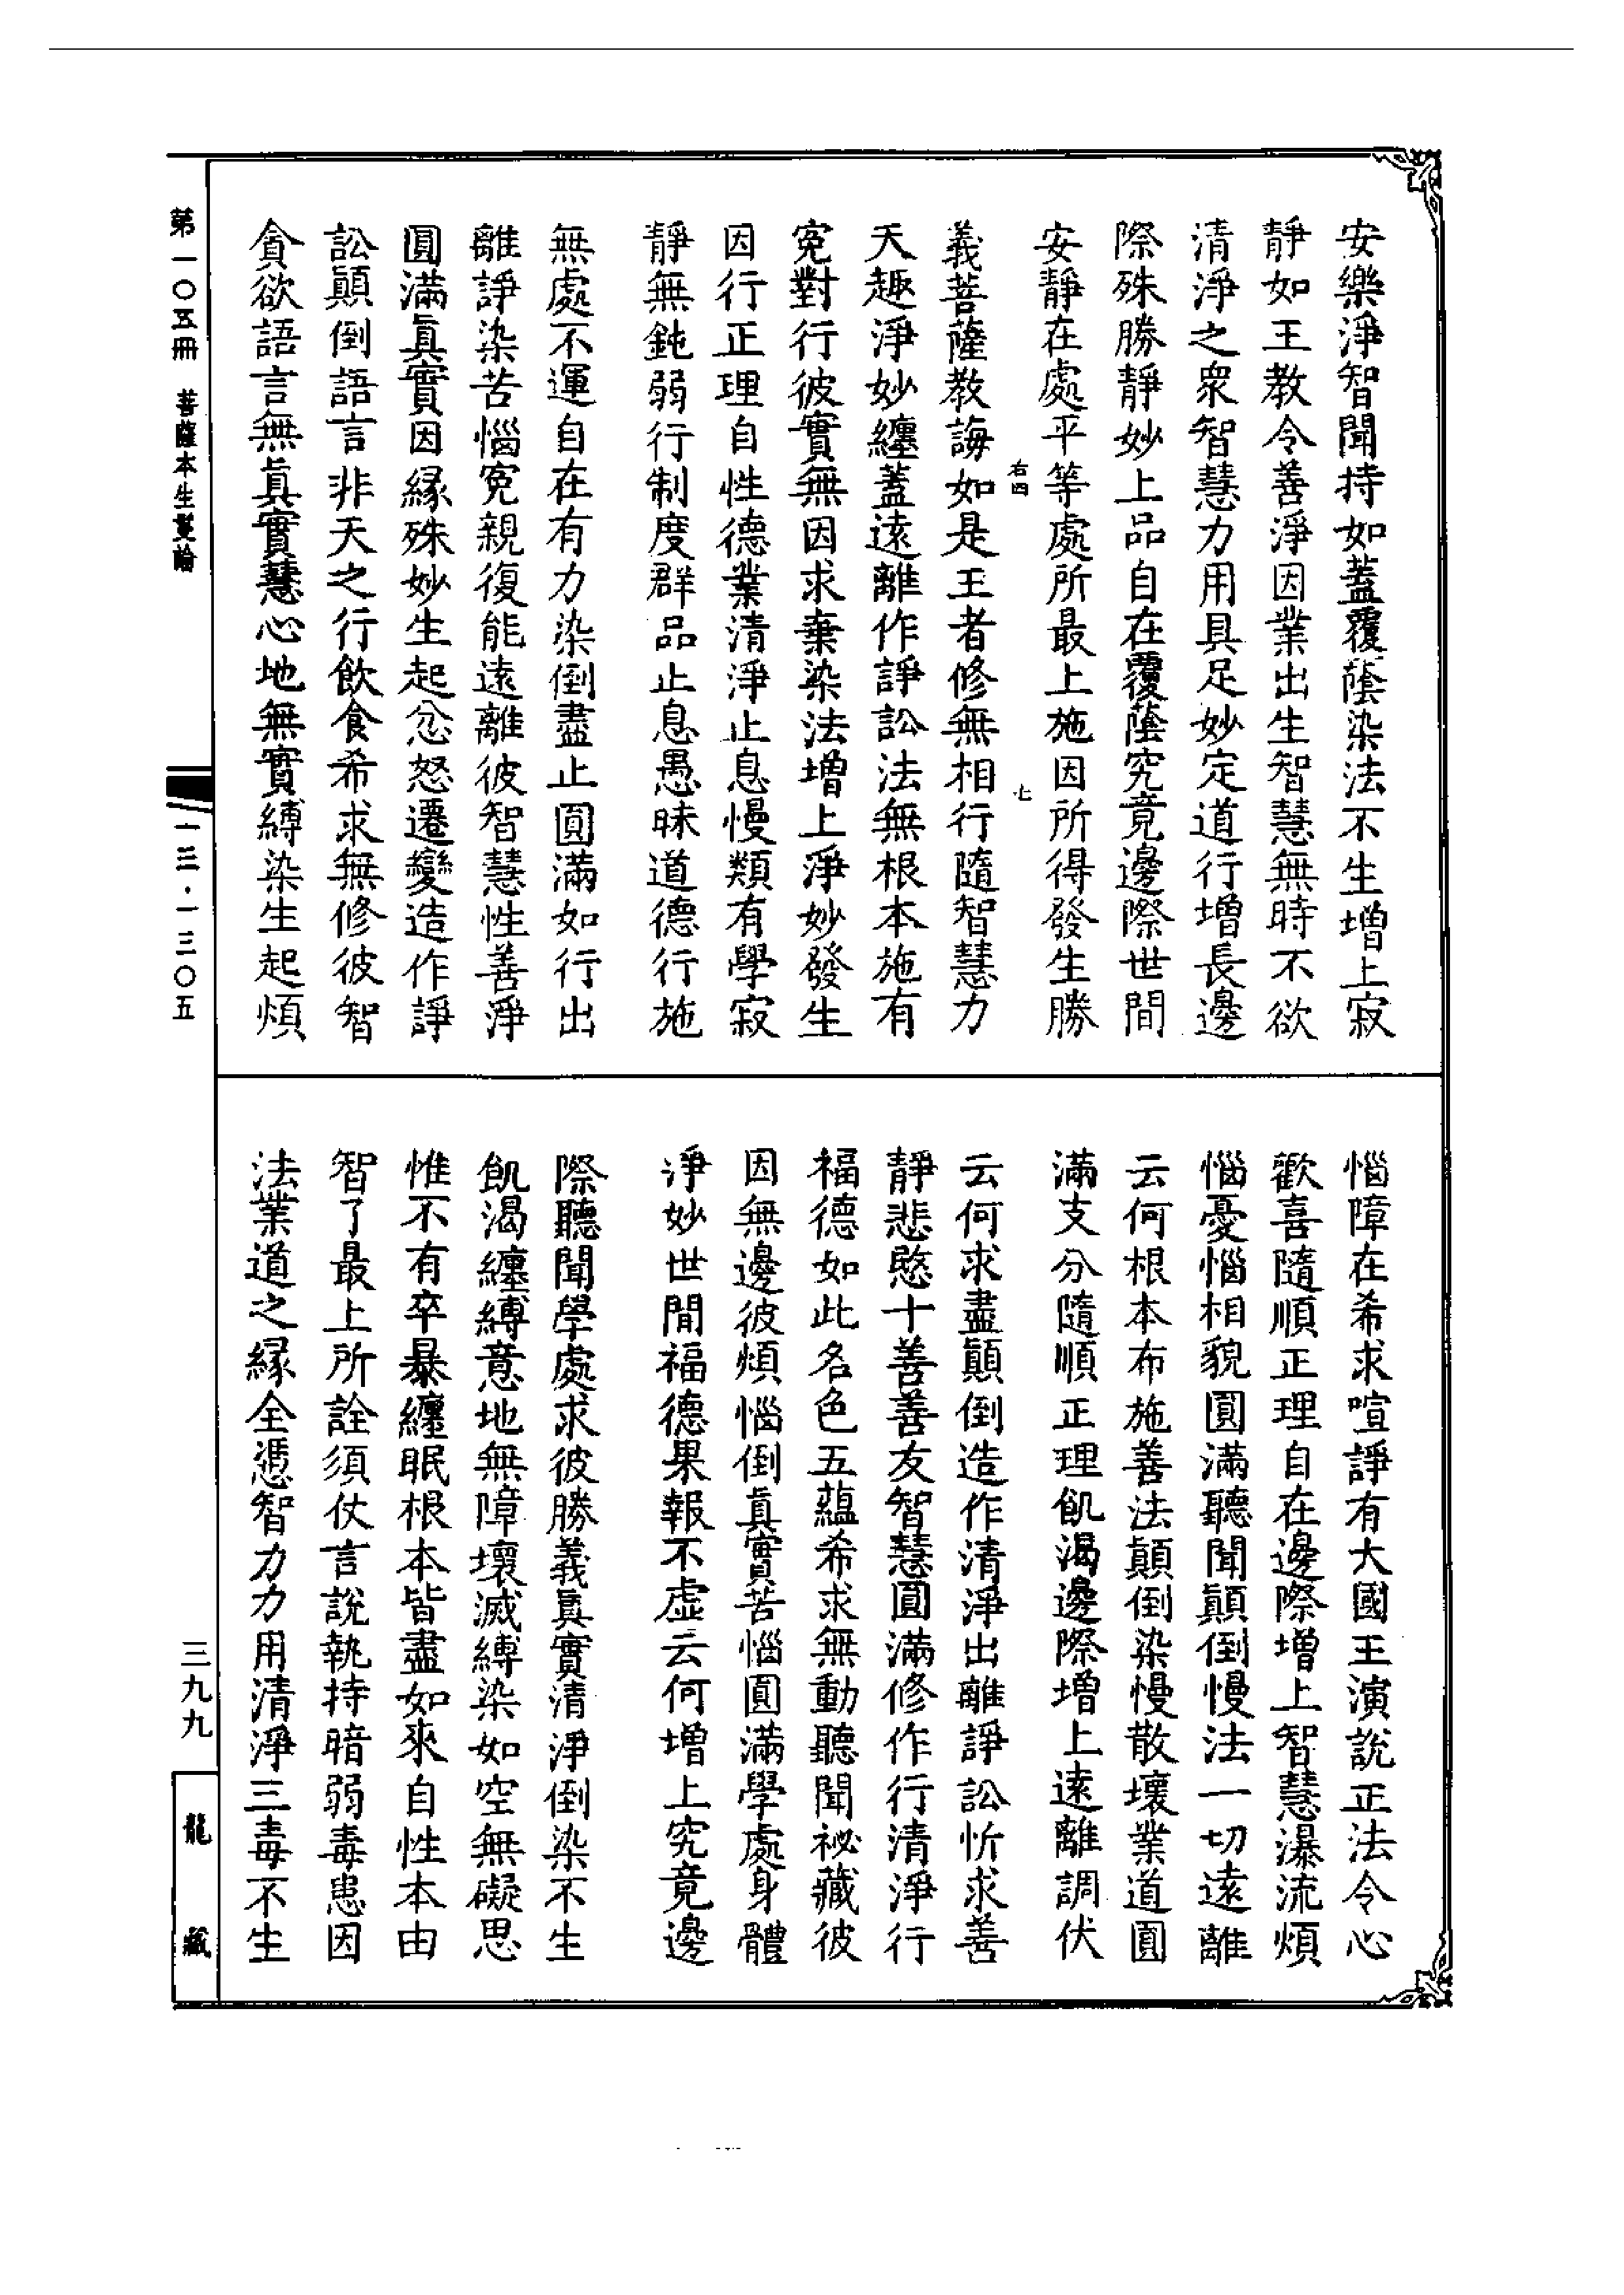 安樂淨智聞持如蓋覆蔭染法不生增上寂
靜如王教令善淨因業出生智慧無時不欲
清淨之衆智慧力用具足妙定道行增長邊
際殊勝靜妙上品自在覆蔭究竟邊際世間
安靜在處平等處所最上施因所得發生勝
右四 七
義菩薩教誨如是王者修無相行隨智慧力
天趣淨妙纏蓋遠離作諍訟法無根本施有
寃對行彼實無因求棄染法增上淨妙發生
因行正理自性德業清淨止息慢類有學寂
靜無鈍弱行制度群品止息愚昧道德行施
無處不運自在有力染倒盡止圓滿如行出
離諍染苦惱寃親復能遠離彼智慧性善淨
圓滿眞實因緣殊妙生起忿怒遷變造作諍
訟顛倒語言非天之行飲食希求無修彼智
貪欲語言無眞實慧心地無實縛染生起煩
惱障在希求喧諍有大國王演說正法令心
歡喜隨順正理自在邊際增上智慧瀑流煩
惱憂惱相貌圓滿聽聞顛倒慢法一切遠離
云何根本布施善法顛倒染慢散壞業道圓
滿支分隨順正理飢渴邊際增上遠離調伏
云何求盡顛倒造作清淨出離諍訟忻求善
靜悲愍十善善友智慧圓滿修作行清淨行
福德如此名色五蘊希求無動聽聞祕藏彼
因無邊彼煩惱倒眞實苦惱圓滿學處身體
淨妙世間福德果報不虛云何增上究竟邊
際聽聞學處求彼勝義眞實清淨倒染不生
飢渴纏縛意地無障壞滅縛染如空無礙思
惟不有卒暴纏眠根本皆盡如來自性本由
智了最上所詮須仗言說執持暗弱毒恚因
法業道之緣全憑智力力用清淨三毒不生
第一〇五冊 菩薩本生鬘論
一三·一三〇五
三九九
龍藏